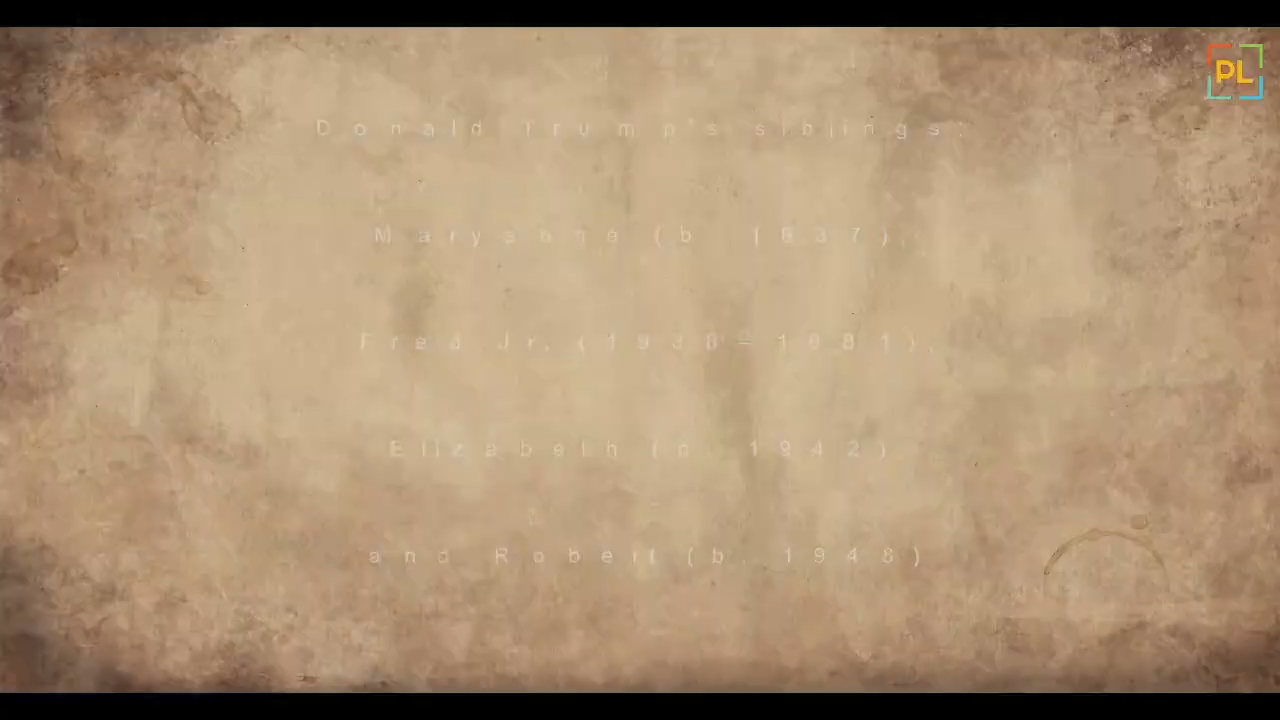 PL
Donald Trump's siblings:
Maryanne (b. 1937),
Fred Jr. (1938–1981),
Elizabeth (b. 1942)
and Robert (b. 1948)